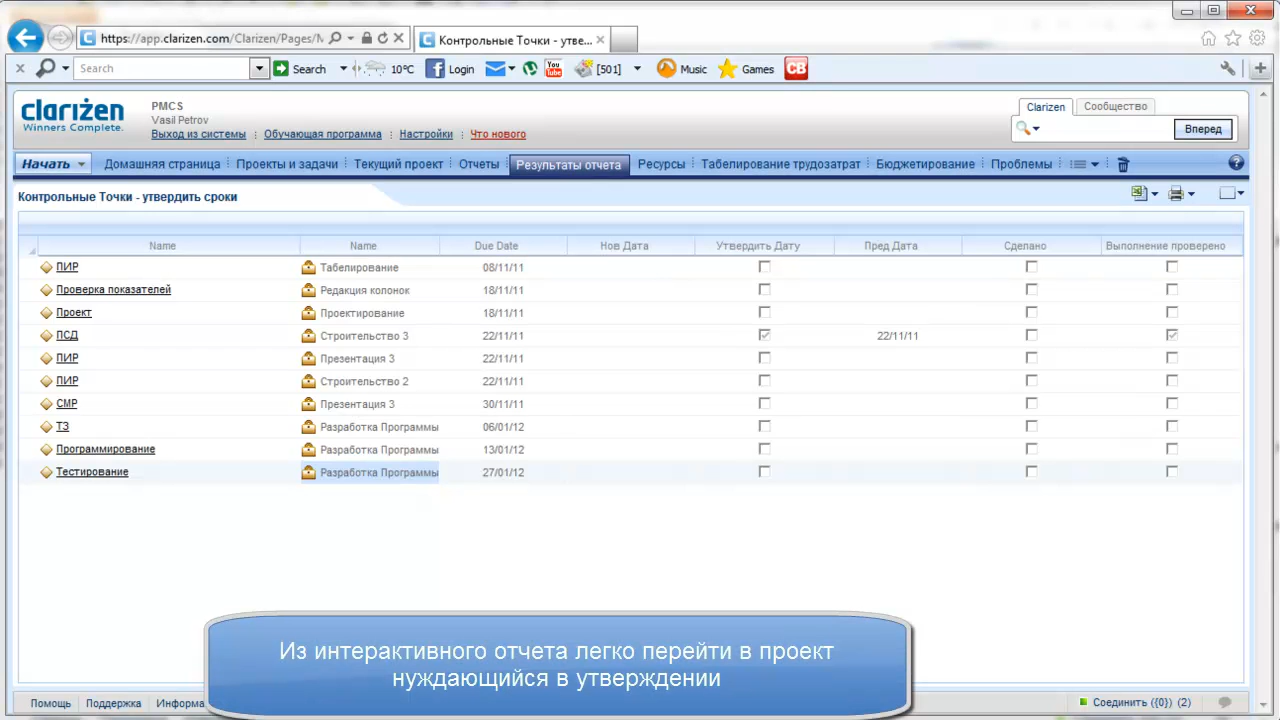 https://app.clarizen.com/Clarizen/Pages/
Контрольные Точки - утве...
Search
Search
10°C
Login
You Tube
[501]
Music
Games
CB
clarizen
Winners Complete.
PMCS
Vasil Petrov
Выход из системы
Обучающая программа
Настройки
Что нового
Clarizen
Сообщество
Вперед
Начать
Домашняя страница
Проекты и задачи
Текущий проект
Отчеты
Результаты отчета
Ресурсы
Табелирование трудозатрат
Бюджетирование
Проблемы
Контрольные Точки - утвердить сроки
Name Name Due Date Нов Дата Утвердить Дату Пред Дата Сделано Выполнение проверено
ПИР Табелирование 08/11/11
Проверка показателей Редакция колонок 18/11/11
Проект Проектирование 18/11/11
ПСД Строительство 3 22/11/11 22/11/11
ПИР Презентация 3 22/11/11
ПИР Строительство 2 22/11/11
СМР Презентация 3 30/11/11
ТЗ Разработка Программы 06/01/12
Программирование Разработка Программы 13/01/12
Тестирование Разработка Программы 27/01/12
Из интерактивного отчета легко перейти в проект
нуждающийся в утверждении
Помощь
Поддержка
Информа
Соединить ({0}) (2)